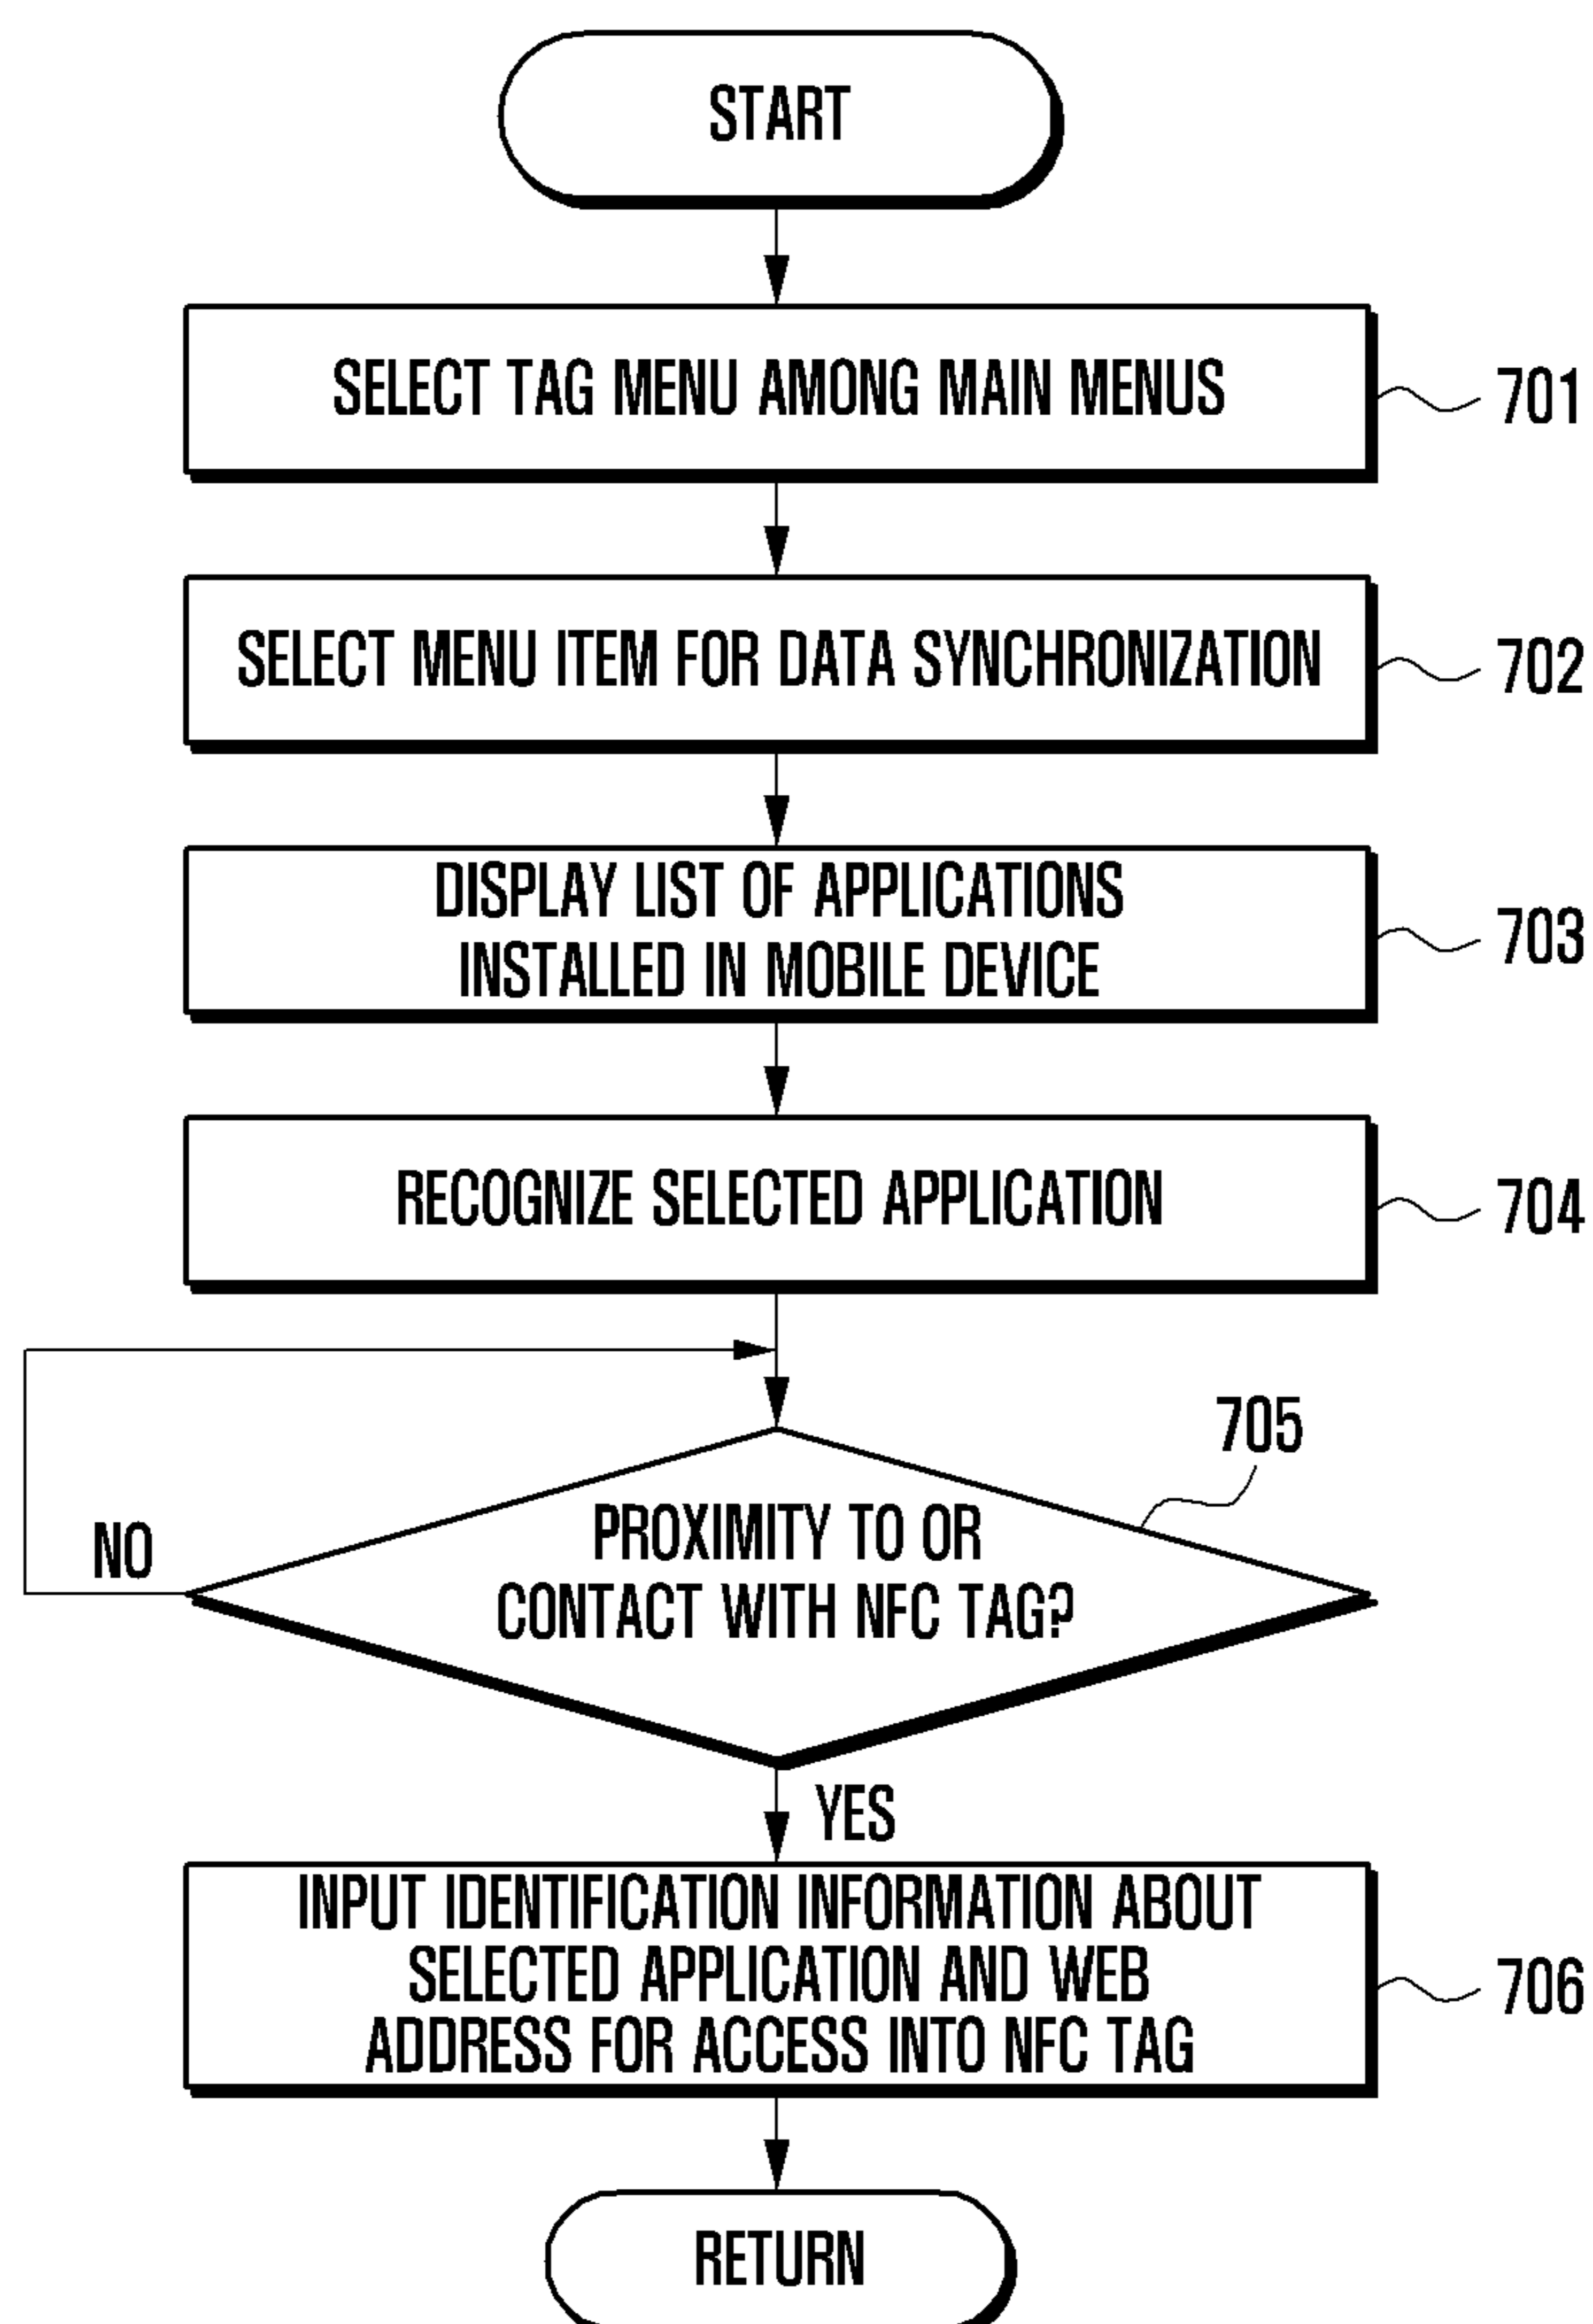 START
SELECT TAG MENU AMONG MAIN MENUS
701
SELECT MENU ITEM FOR DATA SYNCHRONIZATION
702
DISPLAY LIST OF APPLICATIONS
INSTALLED IN MOBILE DEVICE
703
RECOGNIZE SELECTED APPLICATION
704
705
PROXIMITY TO OR
CONTACT WITH NFC TAG?
NO
YES
INPUT IDENTIFICATION INFORMATION ABOUT
SELECTED APPLICATION AND WEB
ADDRESS FOR ACCESS INTO NFC TAG
706
RETURN